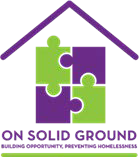 ON SOLID GROUND
BUILDING OPPORTUNITY, PREVENTING HOMELESSNESS